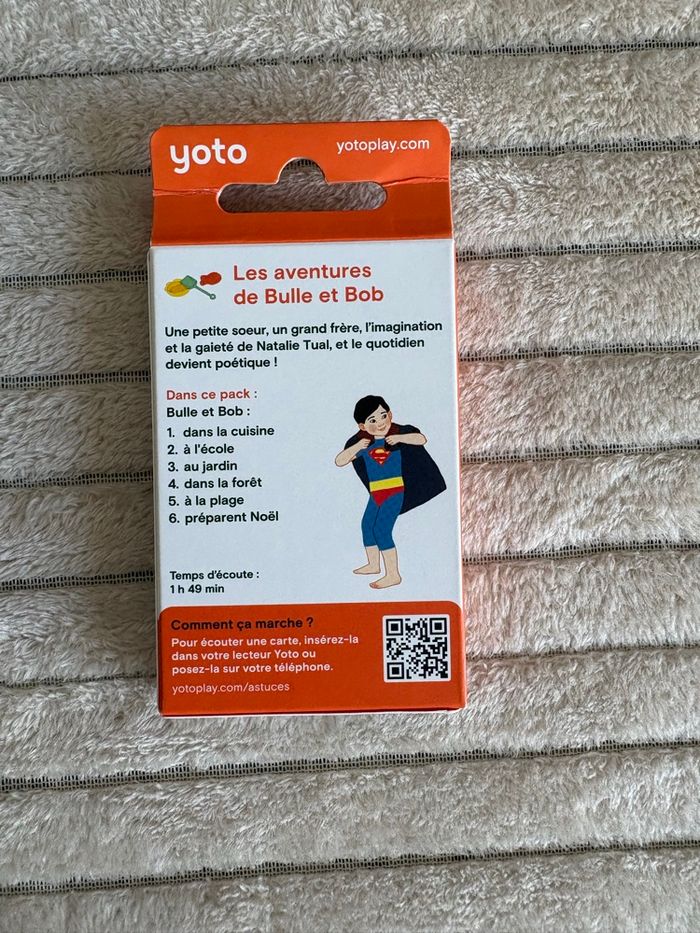 yoto
yotoplay.com
Les aventures
de Bulle et Bob
Une petite soeur, un grand frère, l'imagination
et la gaieté de Natalie Tual, et le quotidien
devient poétique !
Dans ce pack :
Bulle et Bob :
1. dans la cuisine
2. à l'école
3. au jardin
4. dans la forêt
5. à la plage
6. préparent Noël
Temps d'écoute :
1 h 49 min
Comment ça marche ?
Pour écouter une carte, insérez-la
dans votre lecteur Yoto ou
posez-la sur votre téléphone.
yotoplay.com/astuces